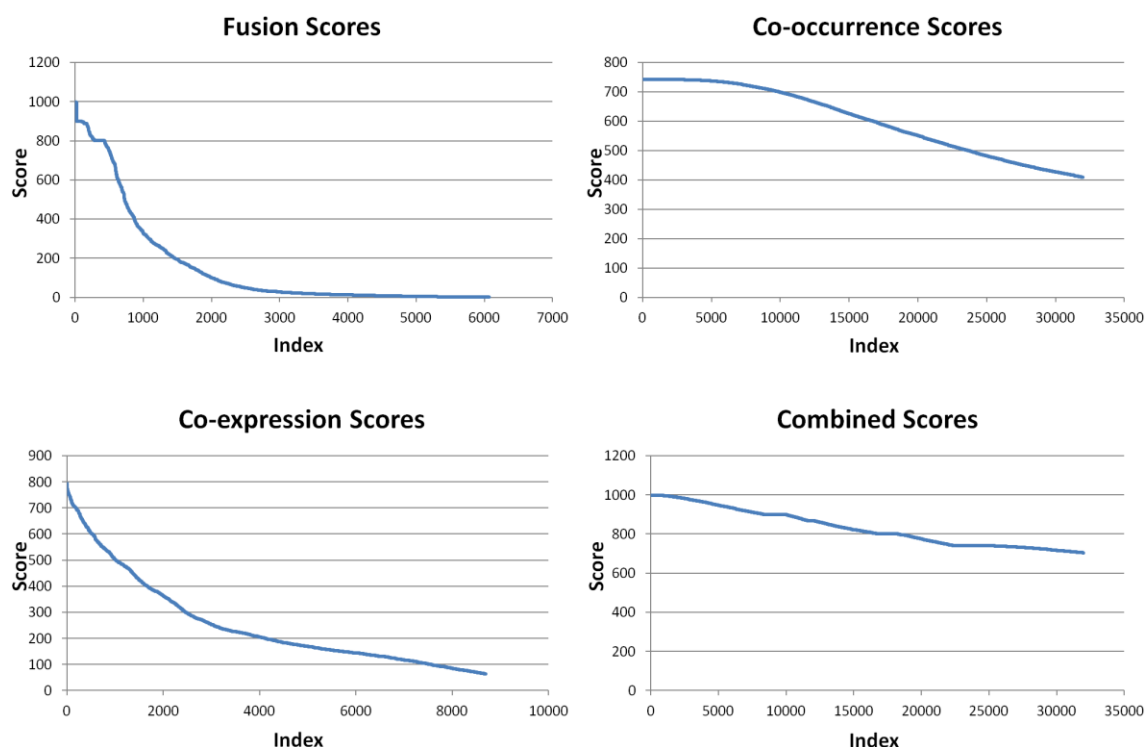 Fusion Scores
1200
1000
800
600
400
200
0
Score
0 1000 2000 3000 4000 5000 6000 7000
Index
Co-occurrence Scores
800
700
600
500
400
300
200
100
0
Score
0 5000 10000 15000 20000 25000 30000 35000
Index
Co-expression Scores
900
800
700
600
500
400
300
200
100
0
Score
0 2000 4000 6000 8000 10000
Index
Combined Scores
1200
1000
800
600
400
200
0
Score
0 5000 10000 15000 20000 25000 30000 35000
Index